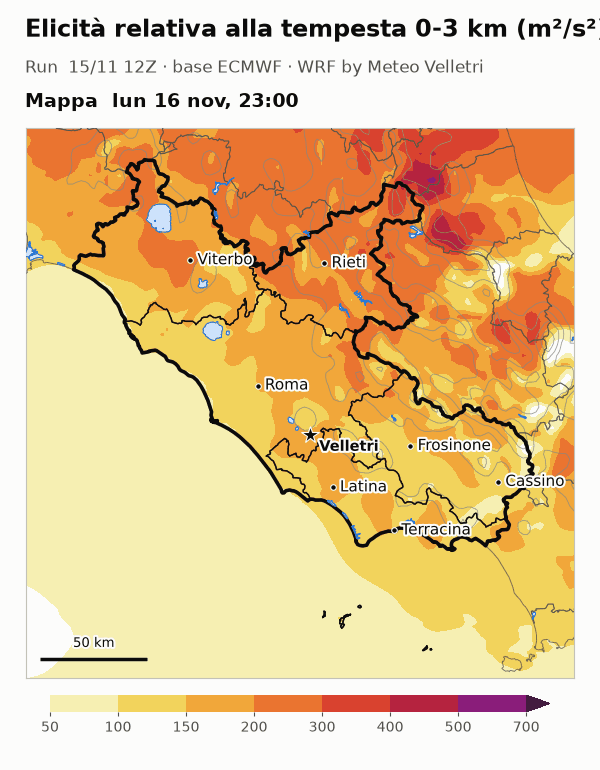 Elicità relativa alla tempesta 0-3 km (m²/s²)
Run 15/11 12Z · base ECMWF · WRF by Meteo Velletri
Mappa lun 16 nov, 23:00
Viterbo
Rieti
Roma
Velletri
Frosinone
Latina
Cassino
Terracina
50 km
50 100 150 200 300 400 500 700